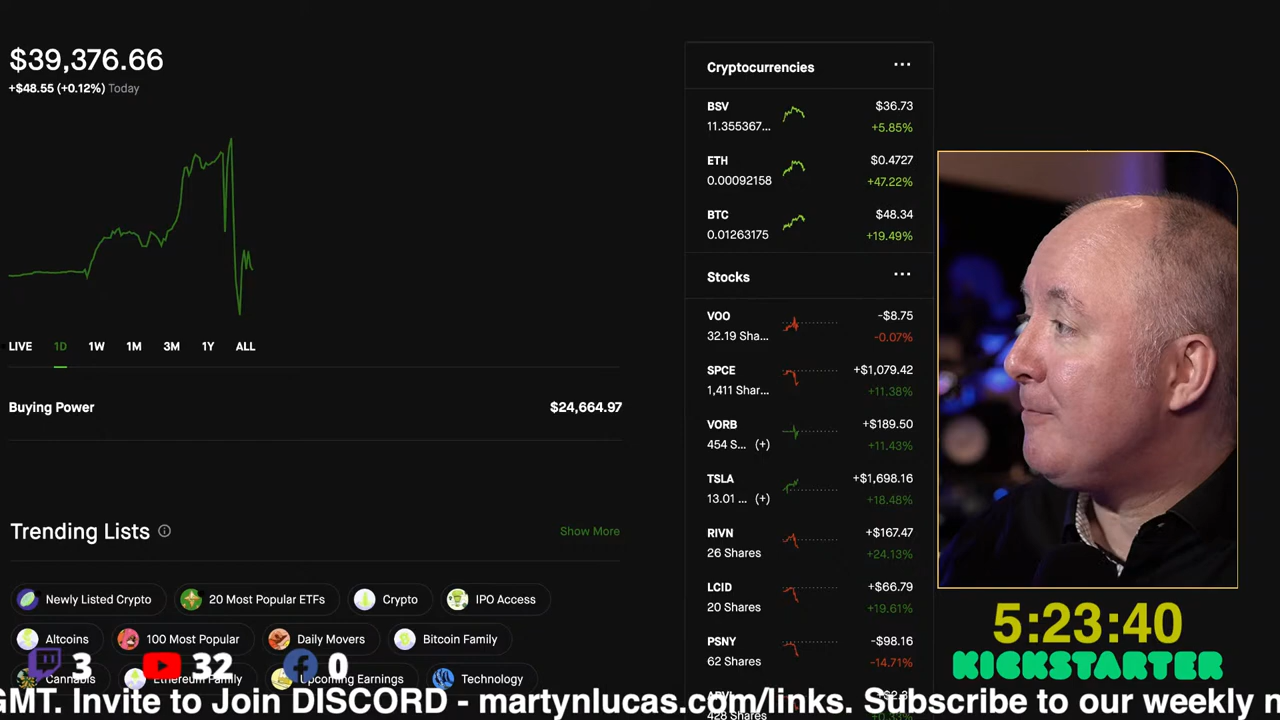 $39,376.66
+$48.55 (+0.12%) Today
LIVE 1D 1W 1M 3M 1Y ALL
Buying Power $24,664.97
Trending Lists
Show More
Newly Listed Crypto
20 Most Popular ETFs
Crypto
IPO Access
Altcoins
100 Most Popular
Daily Movers
Bitcoin Family
Cannabis
Ethereum Family
Upcoming Earnings
Technology
Cryptocurrencies ...
BSV $36.73
11.355367... +5.85%
ETH $0.4727
0.00092158 +47.22%
BTC $48.34
0.01263175 +19.49%
Stocks ...
VOO -$8.75
32.19 Sha... -0.07%
SPCE +$1,079.42
1,411 Shar... +11.38%
VORB +$189.50
454 S... (+) +11.43%
TSLA +$1,698.16
13.01 ... (+) +18.48%
RIVN +$167.47
26 Shares +24.13%
LCID +$66.79
20 Shares +19.61%
PSNY -$98.16
62 Shares -14.71%
428 Shares +0.33%
5:23:40
KICKSTARTER
3 32 0
GMT. Invite to Join DISCORD - martynlucas.com/links. Subscribe to our weekly